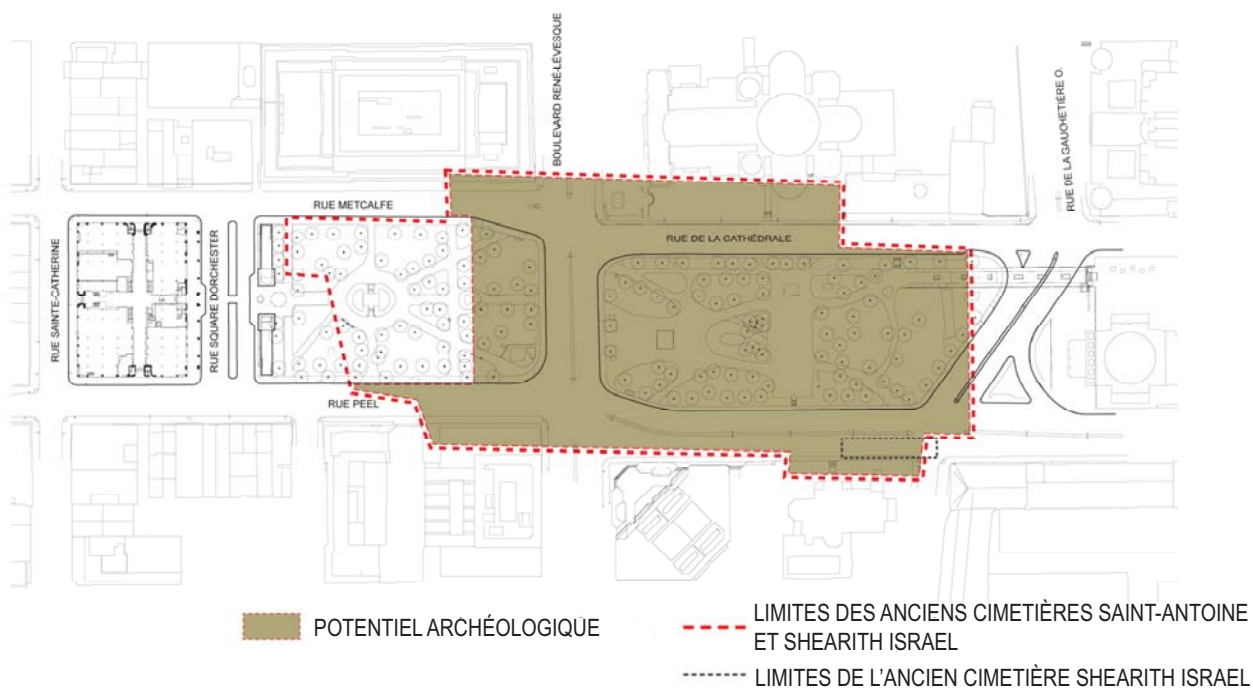 BOULEVARD RENÉ-LÉVESQUE
RUE DE LA GAUCHETIÈRE O.
RUE METCALFE
RUE DE LA CATHÉDRALE
RUE SAINTE-CATHERINE
RUE SQUARE DORCHESTER
RUE PEEL
POTENTIEL ARCHÉOLOGIQUE
LIMITES DES ANCIENS CIMETIÈRES SAINT-ANTOINE
ET SHEARITH ISRAEL
LIMITES DE L'ANCIEN CIMETIÈRE SHEARITH ISRAEL